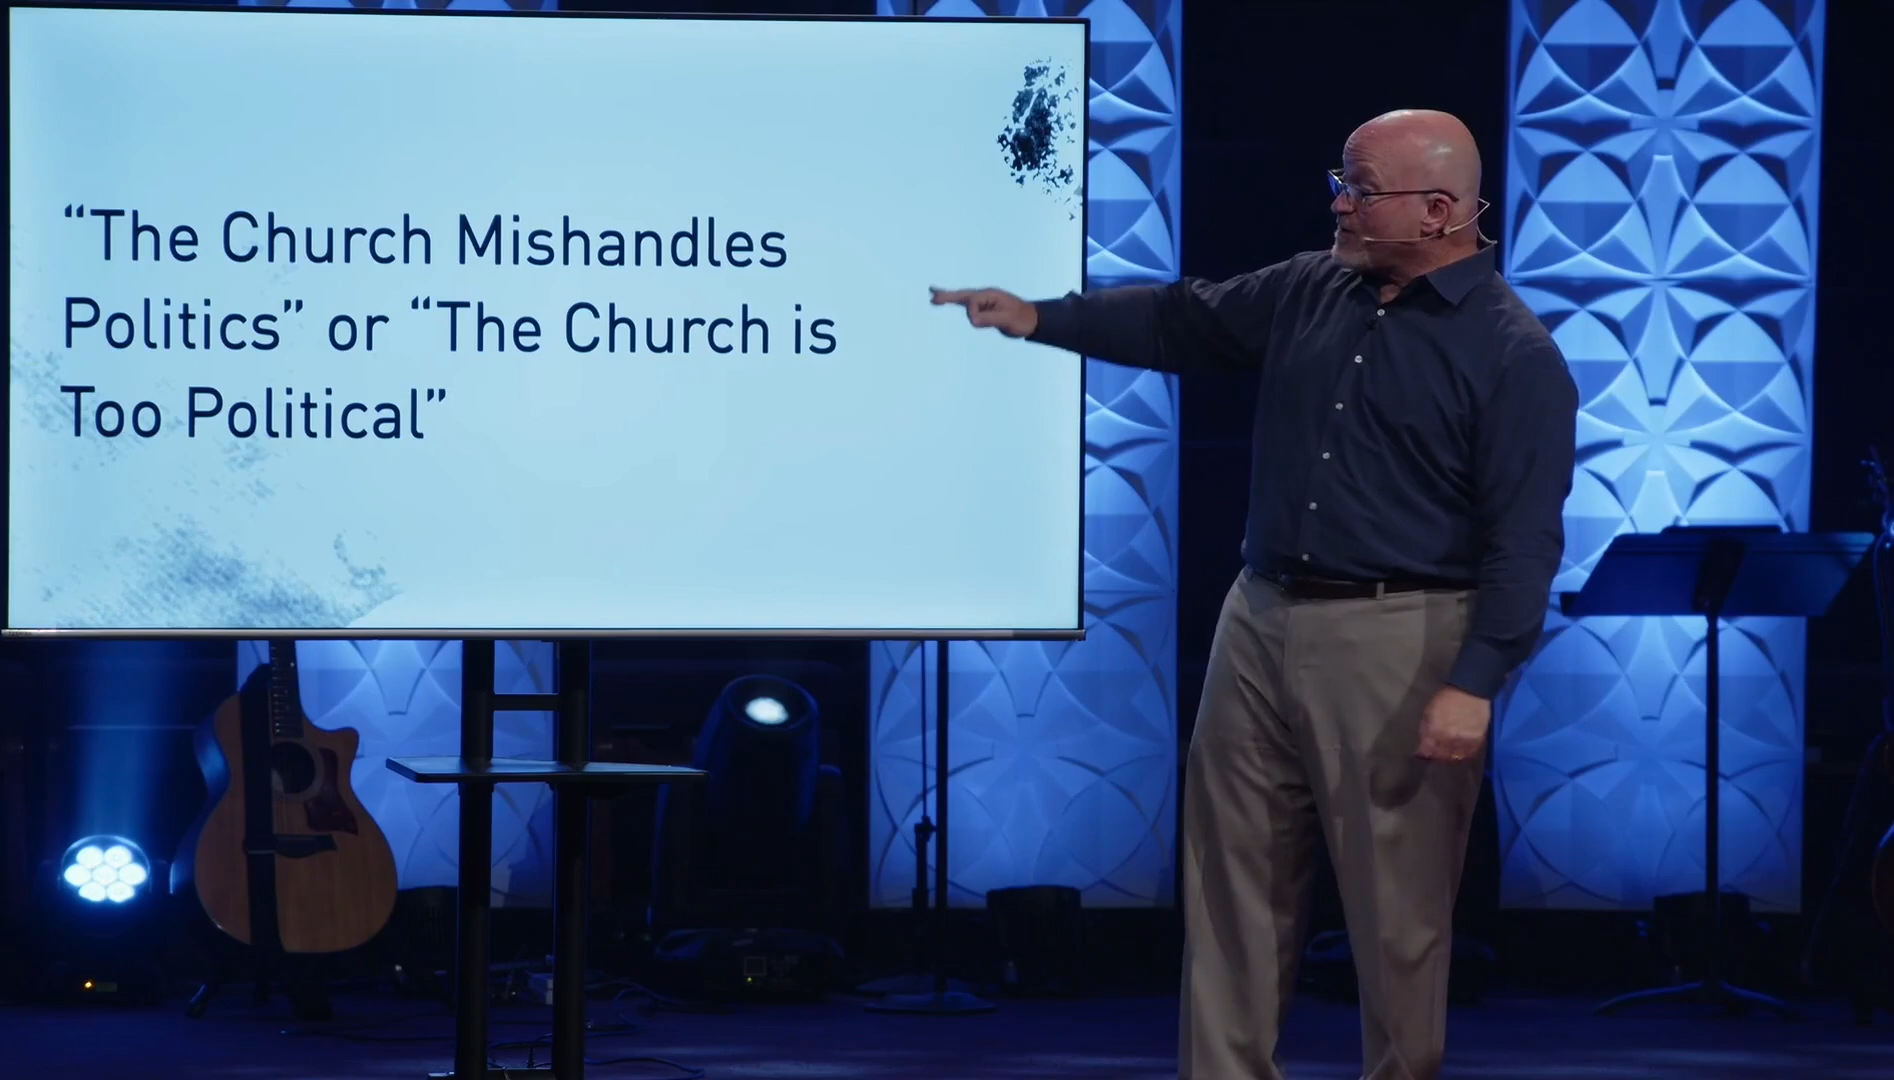 “The Church Mishandles
Politics” or “The Church is
Too Political”